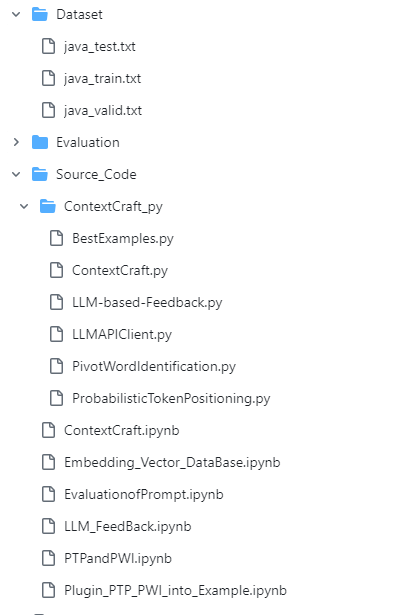 Dataset
java_test.txt
java_train.txt
java_valid.txt
Evaluation
Source_Code
ContextCraft_py
BestExamples.py
ContextCraft.py
LLM-based-Feedback.py
LLMAPIClient.py
PivotWordIdentification.py
ProbabilisticTokenPositioning.py
ContextCraft.ipynb
Embedding_Vector_DataBase.ipynb
EvaluationofPrompt.ipynb
LLM_FeedBack.ipynb
PTPandPWI.ipynb
Plugin_PTP_PWI_into_Example.ipynb